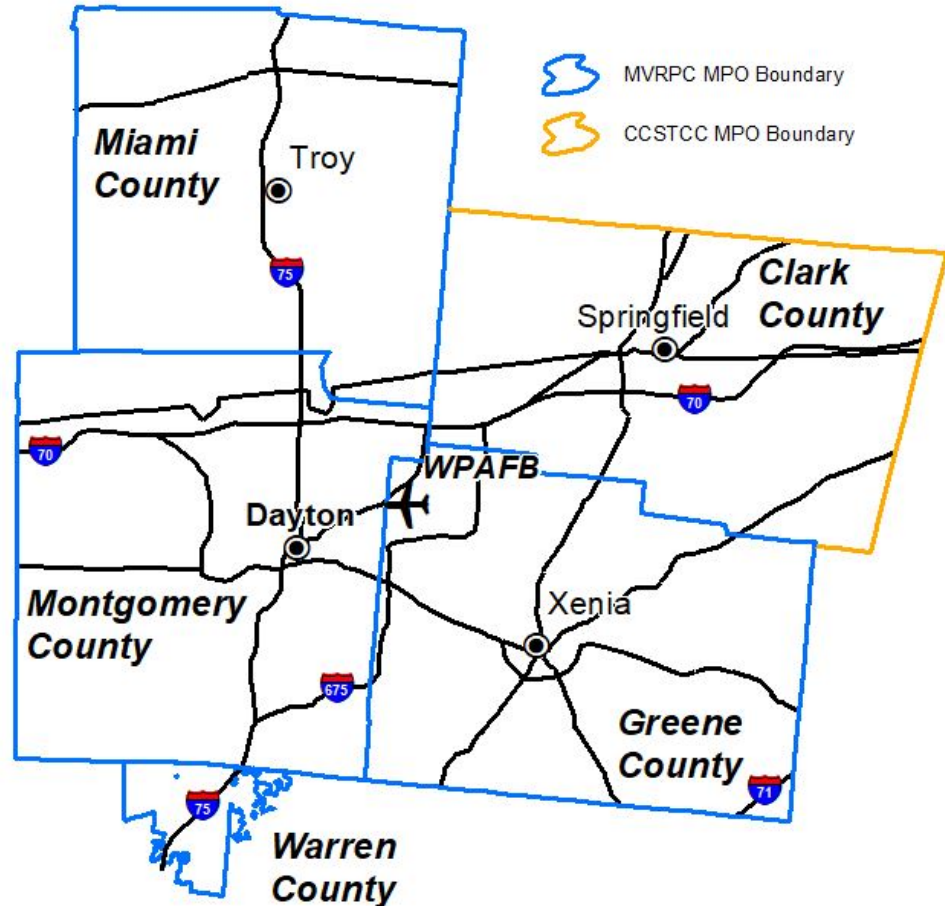 MVRPC MPO Boundary
CCSTCC MPO Boundary
Miami
County
Troy
75
Clark
County
Springfield
70
70
WPAFB
Dayton
Montgomery
County
Xenia
675
Greene
County
71
75
Warren
County